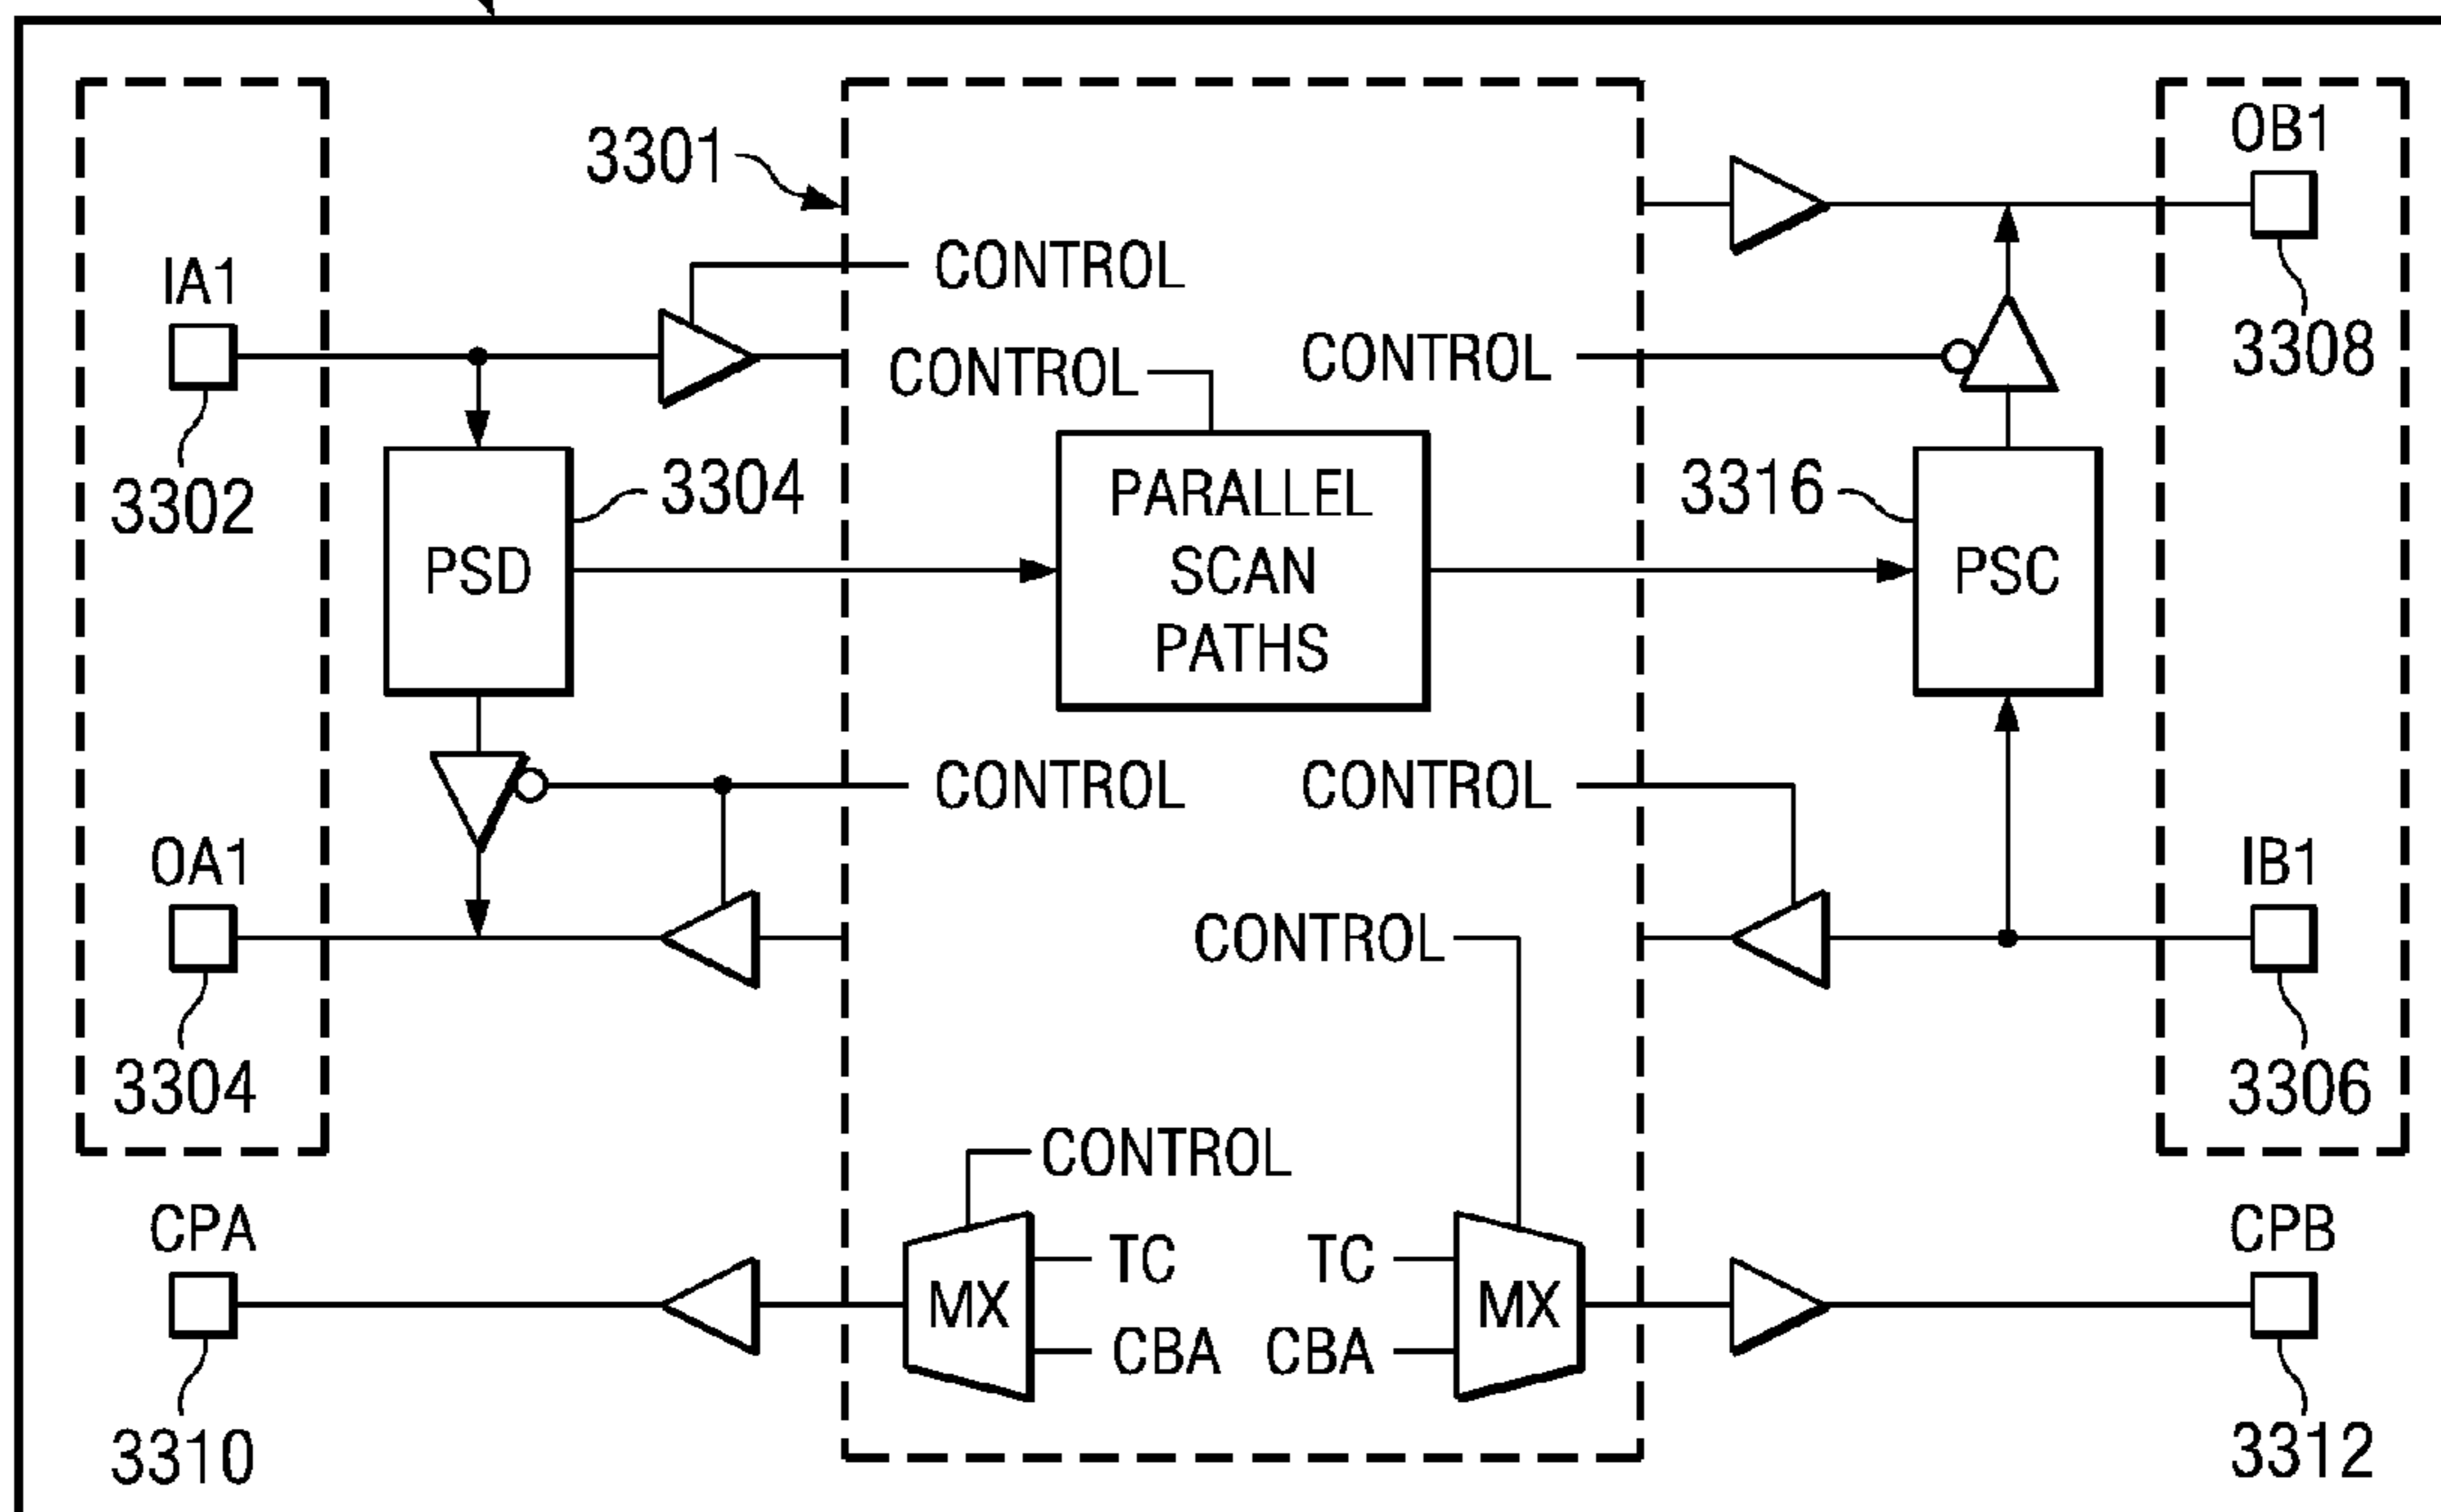 OB1
3301
CONTROL
IA1
CONTROL
CONTROL
3308
3302
3304
PARALLEL
SCAN
PATHS
3316
PSD
PSC
CONTROL
CONTROL
OA1
IB1
CONTROL
3304
3306
CONTROL
CPA
TC
TC
CPB
MX
MX
CBA
CBA
3310
3312